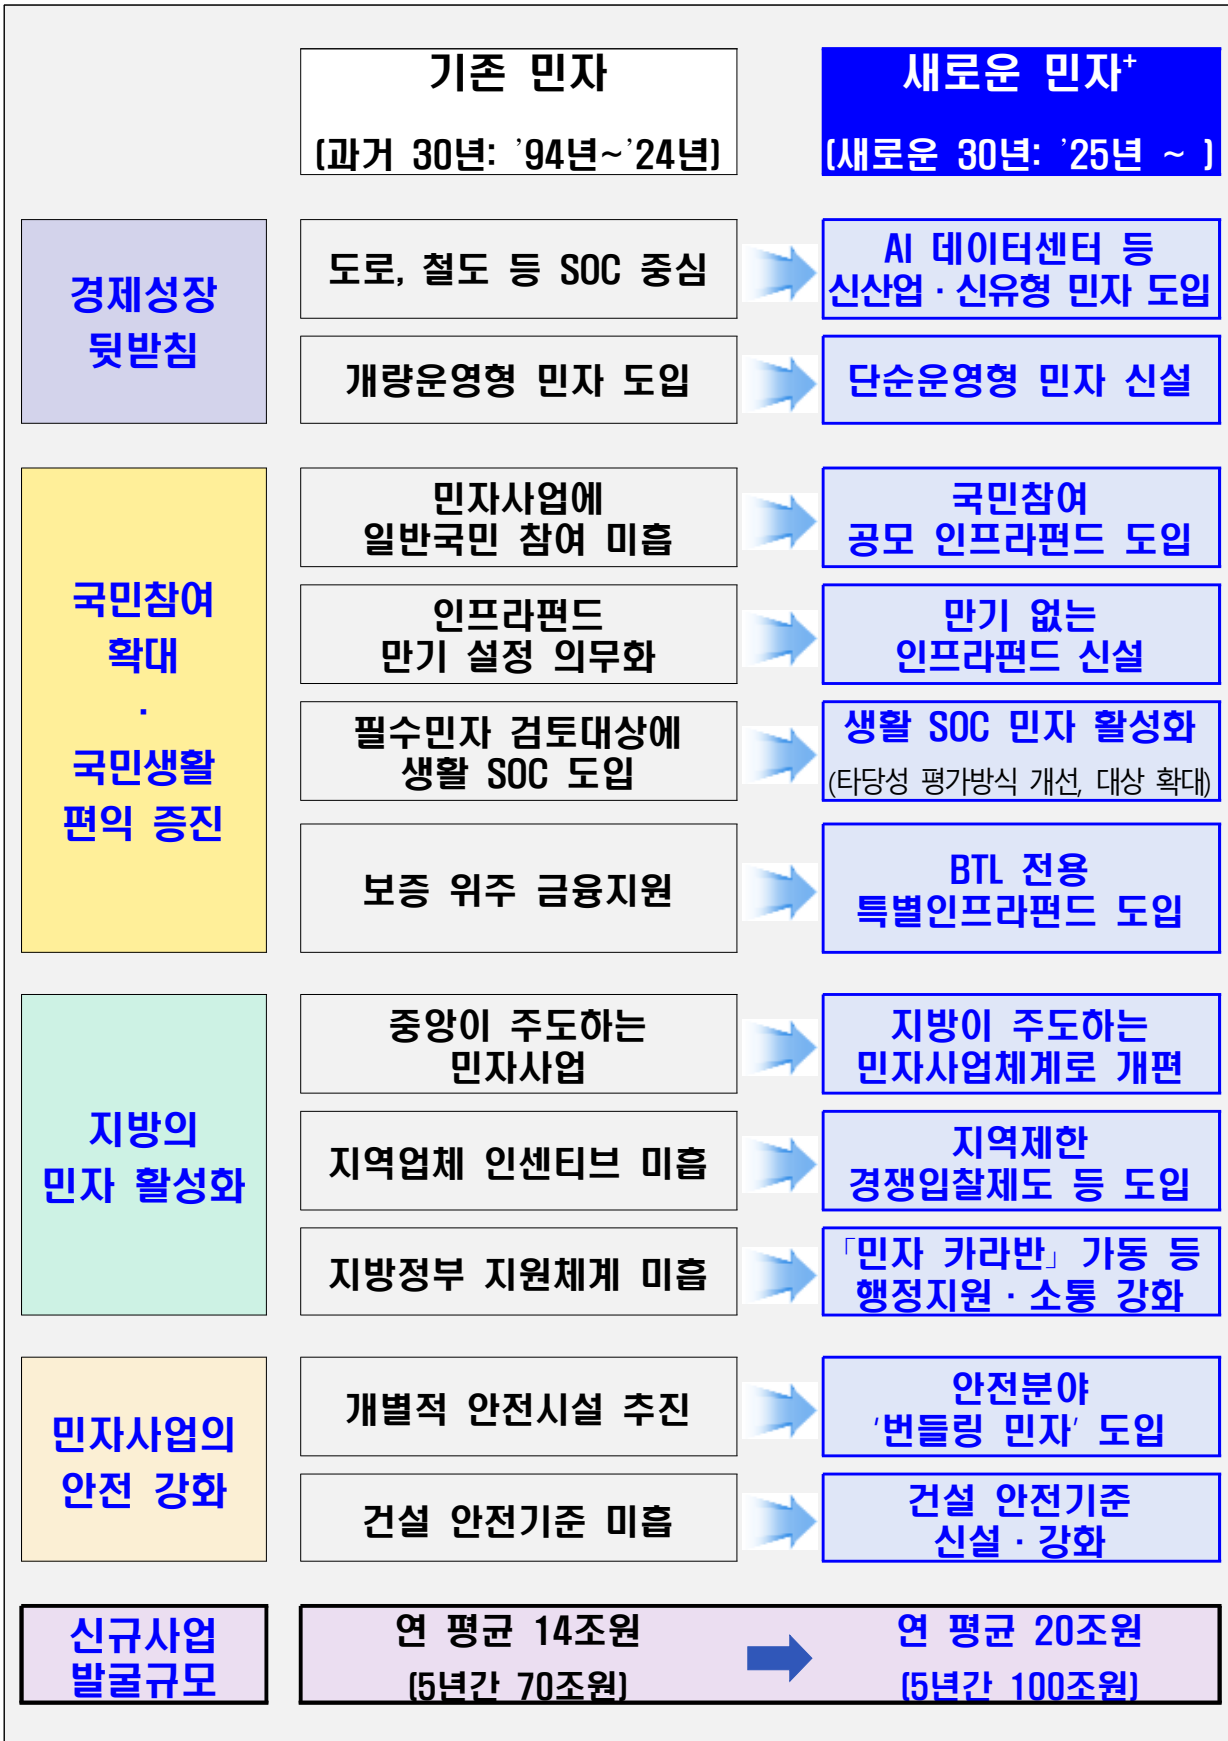 기존 민자
(과거 30년: ’94년~’24년)
새로운 민자+
(새로운 30년: ’25년 ~ )
경제성장
뒷받침
도로, 철도 등 SOC 중심
AI 데이터센터 등
신산업·신유형 민자 도입
개량운영형 민자 도입
단순운영형 민자 신설
국민참여
확대
·
국민생활
편익 증진
민자사업에
일반국민 참여 미흡
국민참여
공모 인프라펀드 도입
인프라펀드
만기 설정 의무화
만기 없는
인프라펀드 신설
필수민자 검토대상에
생활 SOC 도입
생활 SOC 민자 활성화
(타당성 평가방식 개선, 대상 확대)
보증 위주 금융지원
BTL 전용
특별인프라펀드 도입
지방의
민자 활성화
중앙이 주도하는
민자사업
지방이 주도하는
민자사업체계로 개편
지역업체 인센티브 미흡
지역제한
경쟁입찰제도 등 도입
지방정부 지원체계 미흡
「민자 카라반」 가동 등
행정지원·소통 강화
민자사업의
안전 강화
개별적 안전시설 추진
안전분야
‘번들링 민자’ 도입
건설 안전기준 미흡
건설 안전기준
신설·강화
신규사업
발굴규모
연 평균 14조원
(5년간 70조원)
연 평균 20조원
(5년간 100조원)